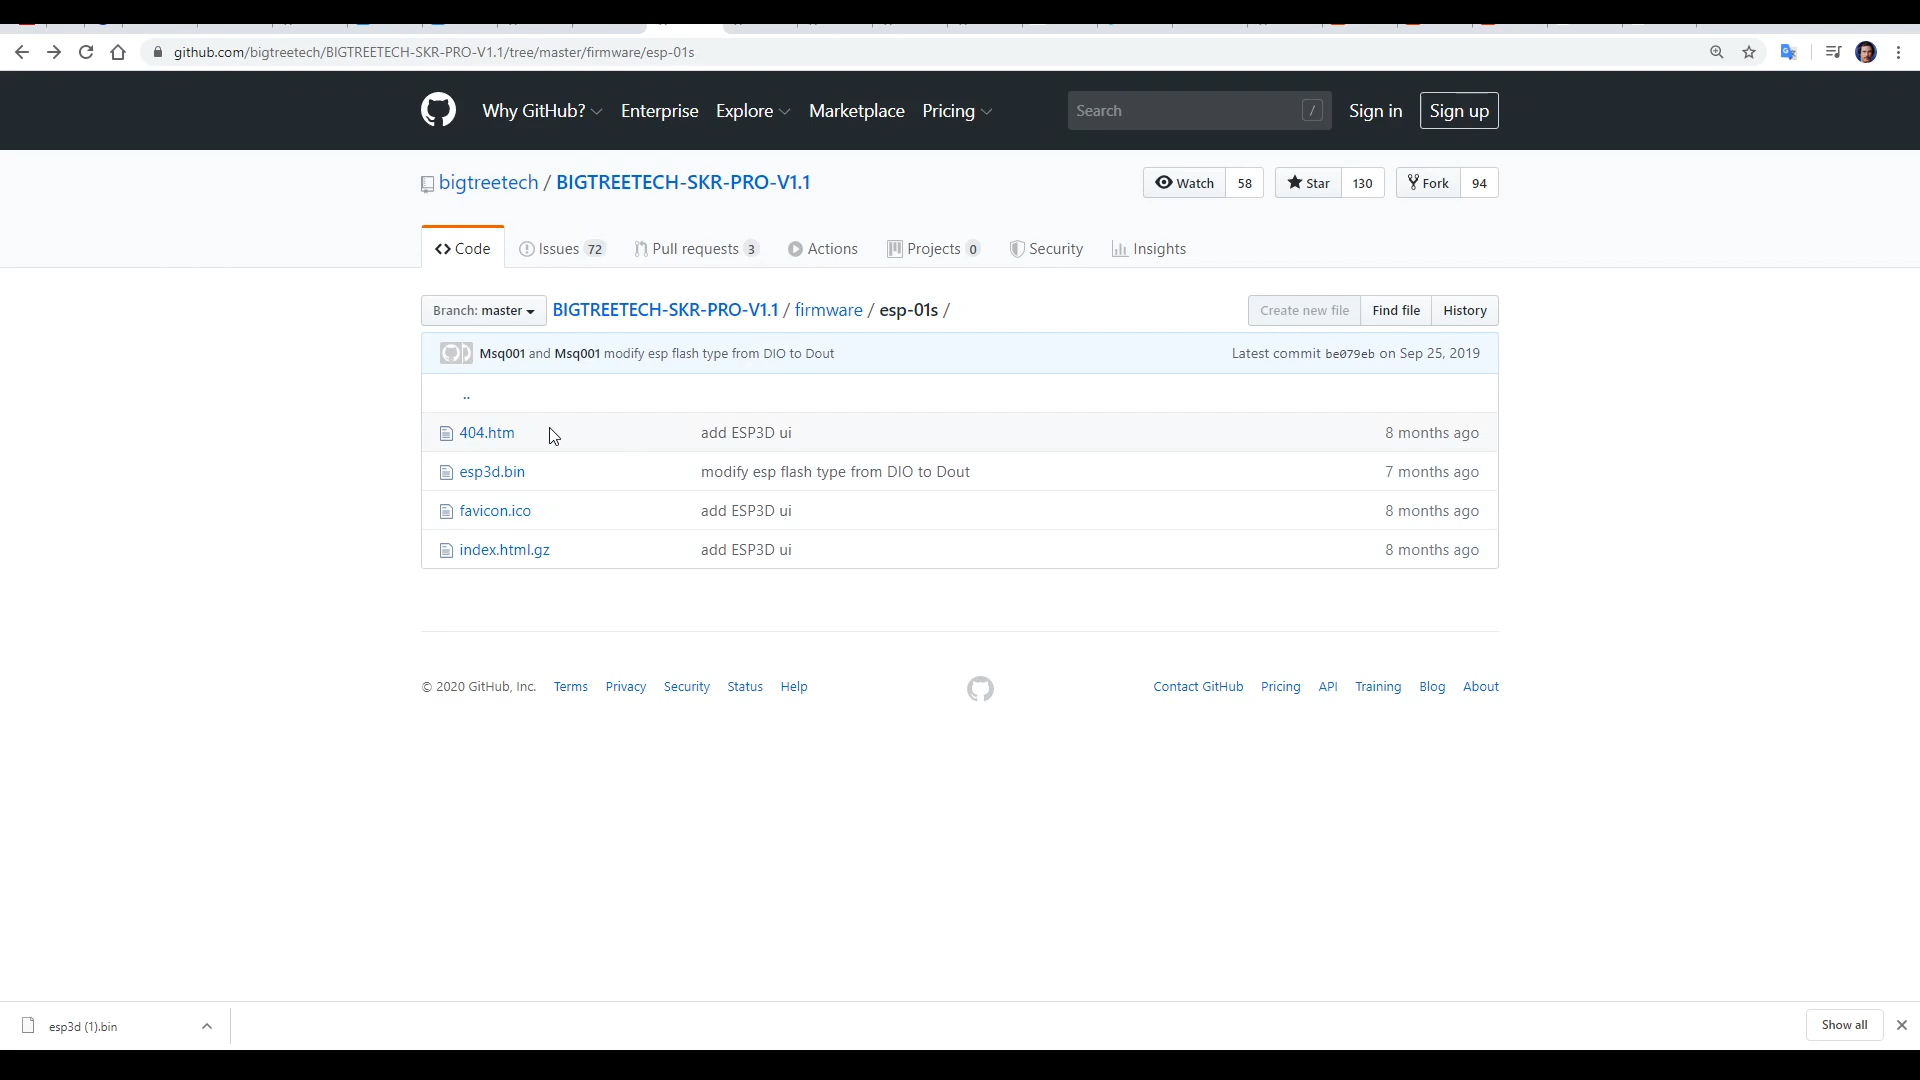 github.com/bigtreetech/BIGTREETECH-SKR-PRO-V1.1/tree/master/firmware/esp-01s
Why GitHub? Enterprise Explore Marketplace Pricing Search / Sign in Sign up
bigtreetech / BIGTREETECH-SKR-PRO-V1.1 Watch 58 Star 130 Fork 94
Code Issues 72 Pull requests 3 Actions Projects 0 Security Insights
Branch: master BIGTREETECH-SKR-PRO-V1.1 / firmware / esp-01s / Create new file Find file History
Msq001 and Msq001 modify esp flash type from DIO to Dout Latest commit be079eb on Sep 25, 2019
..
404.htm add ESP3D ui 8 months ago
esp3d.bin modify esp flash type from DIO to Dout 7 months ago
favicon.ico add ESP3D ui 8 months ago
index.html.gz add ESP3D ui 8 months ago
© 2020 GitHub, Inc. Terms Privacy Security Status Help Contact GitHub Pricing API Training Blog About
esp3d (1).bin Show all